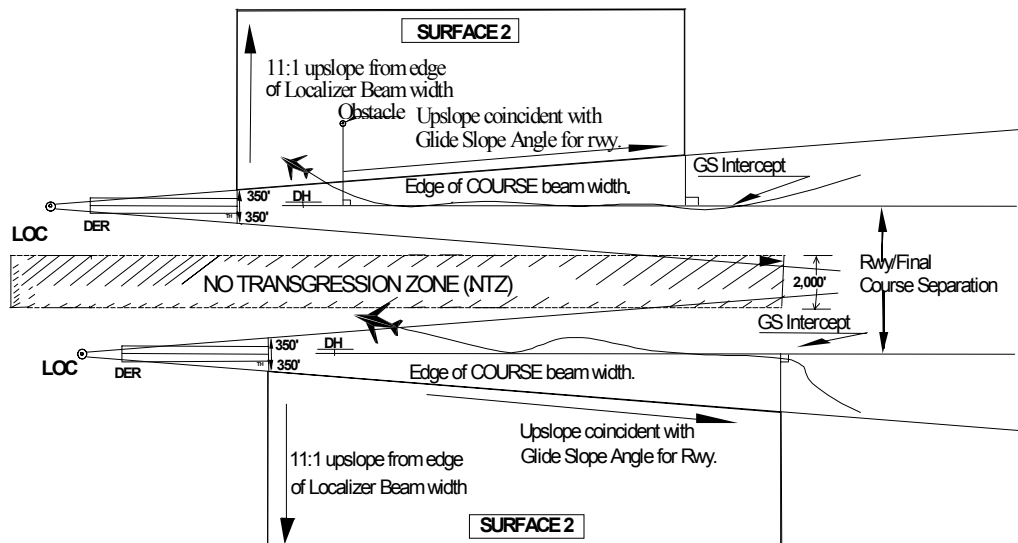 SURFACE 2
11:1 upslope from edge
of Localizer Beam width
Obstacle
Upslope coincident with
Glide Slope Angle for rwy.
GS Intercept
Edge of COURSE beam width.
350'
DH
TH
350'
LOC
DER
NO TRANSGRESSION ZONE (.NTZ)
2,000'
Rwy/Final
Course Separation
GS Intercept
350'
DH
LOC
DER
TH
350'
Edge of COURSE beam width.
Upslope coincident with
Glide Slope Angle for Rwy.
11:1 upslope from edge
of Localizer Beam width
SURFACE 2